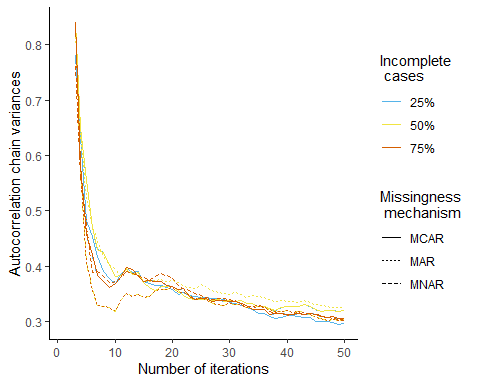 Autocorrelation chain variances
0.8
0.7
0.6
0.5
0.4
0.3
0
10
20
30
40
50
Number of iterations
Incomplete
cases
25%
50%
75%
Missingness
mechanism
MCAR
MAR
MNAR